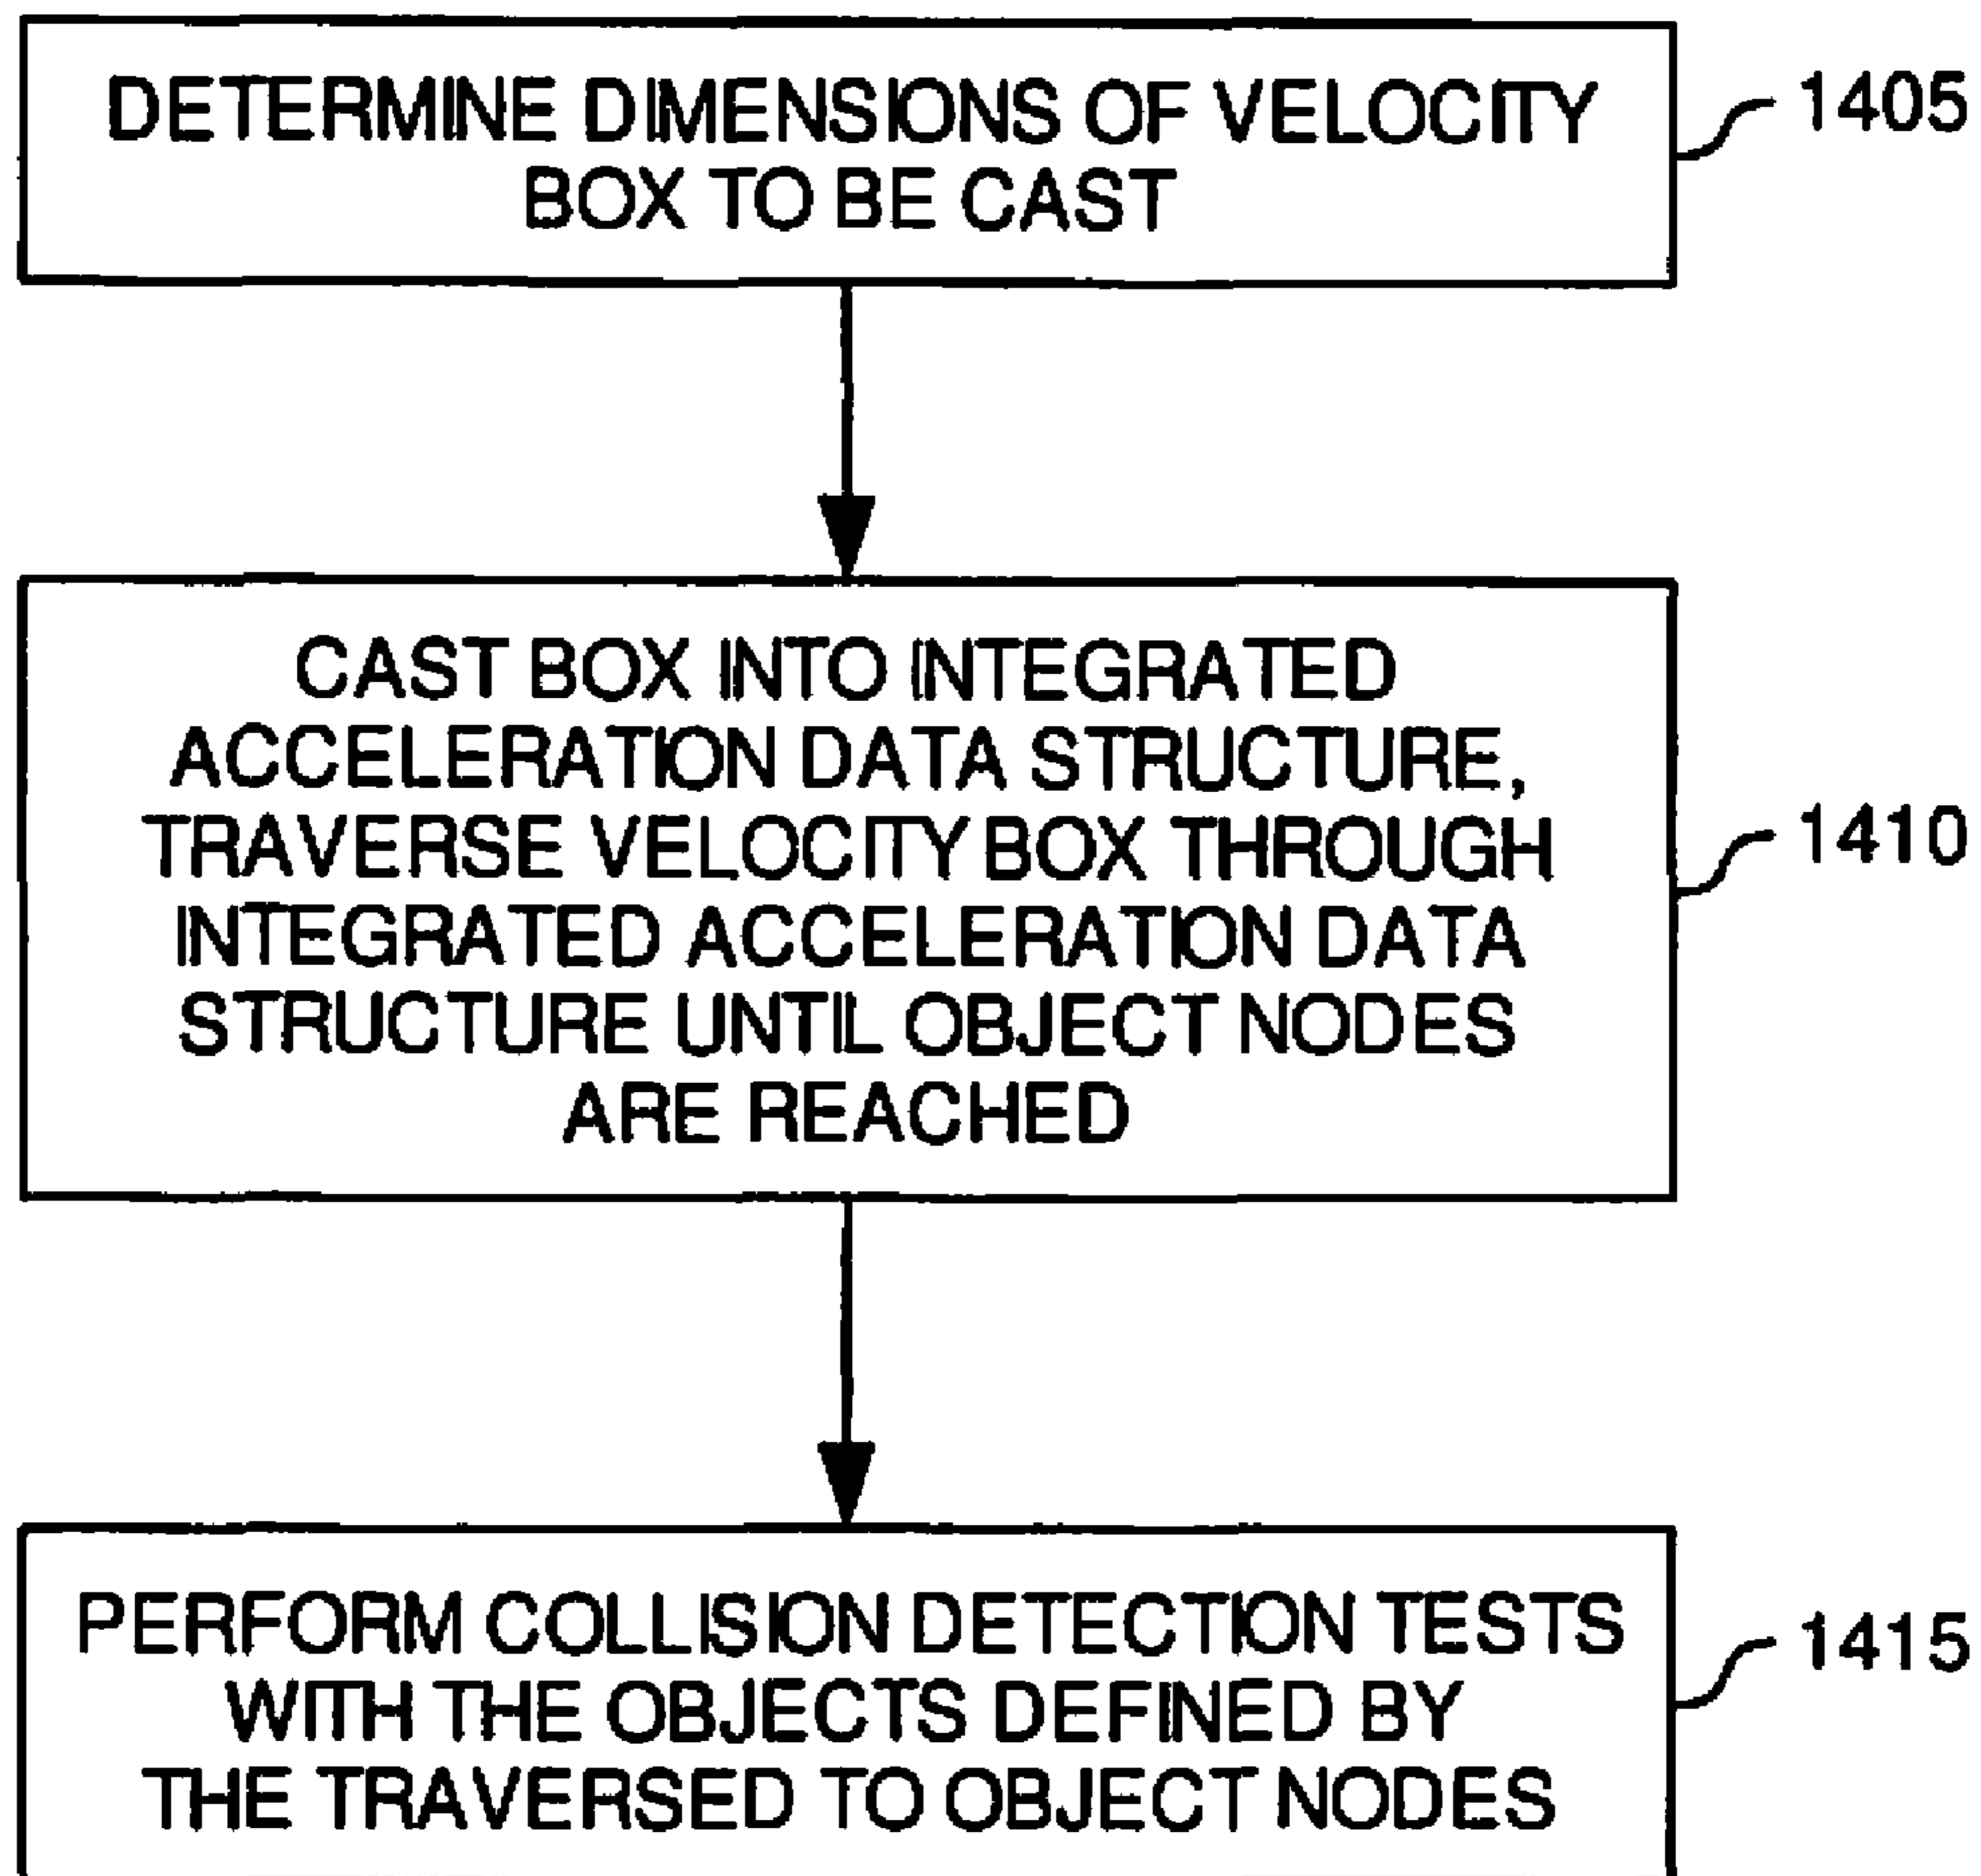 DETERMINE DIMENSIONS OF VELOCITY
BOX TO BE CAST
1405
CAST BOX INTO INTEGRATED
ACCELERATION DATA STRUCTURE,
TRAVERSE VELOCITY BOX THROUGH
INTEGRATED ACCELERATION DATA
STRUCTURE UNTIL OBJECT NODES
ARE REACHED
1410
PERFORM COLLISION DETECTION TESTS
WITH THE OBJECTS DEFINED BY
THE TRAVERSED TO OBJECT NODES
1415